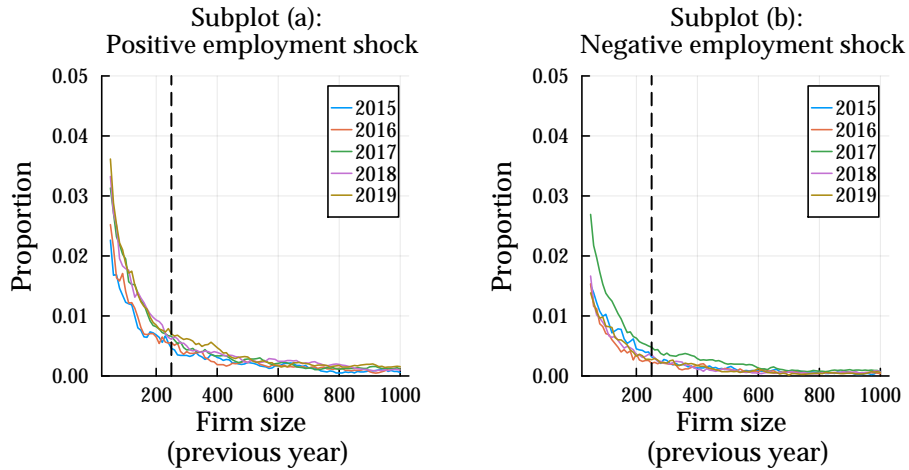 Subplot (a):
Positive employment shock
0.05
0.04
0.03
0.02
0.01
0.00
Proportion
2015
2016
2017
2018
2019
200 400 600 800 1000
Firm size
(previous year)
Subplot (b):
Negative employment shock
0.05
0.04
0.03
0.02
0.01
0.00
Proportion
2015
2016
2017
2018
2019
200 400 600 800 1000
Firm size
(previous year)